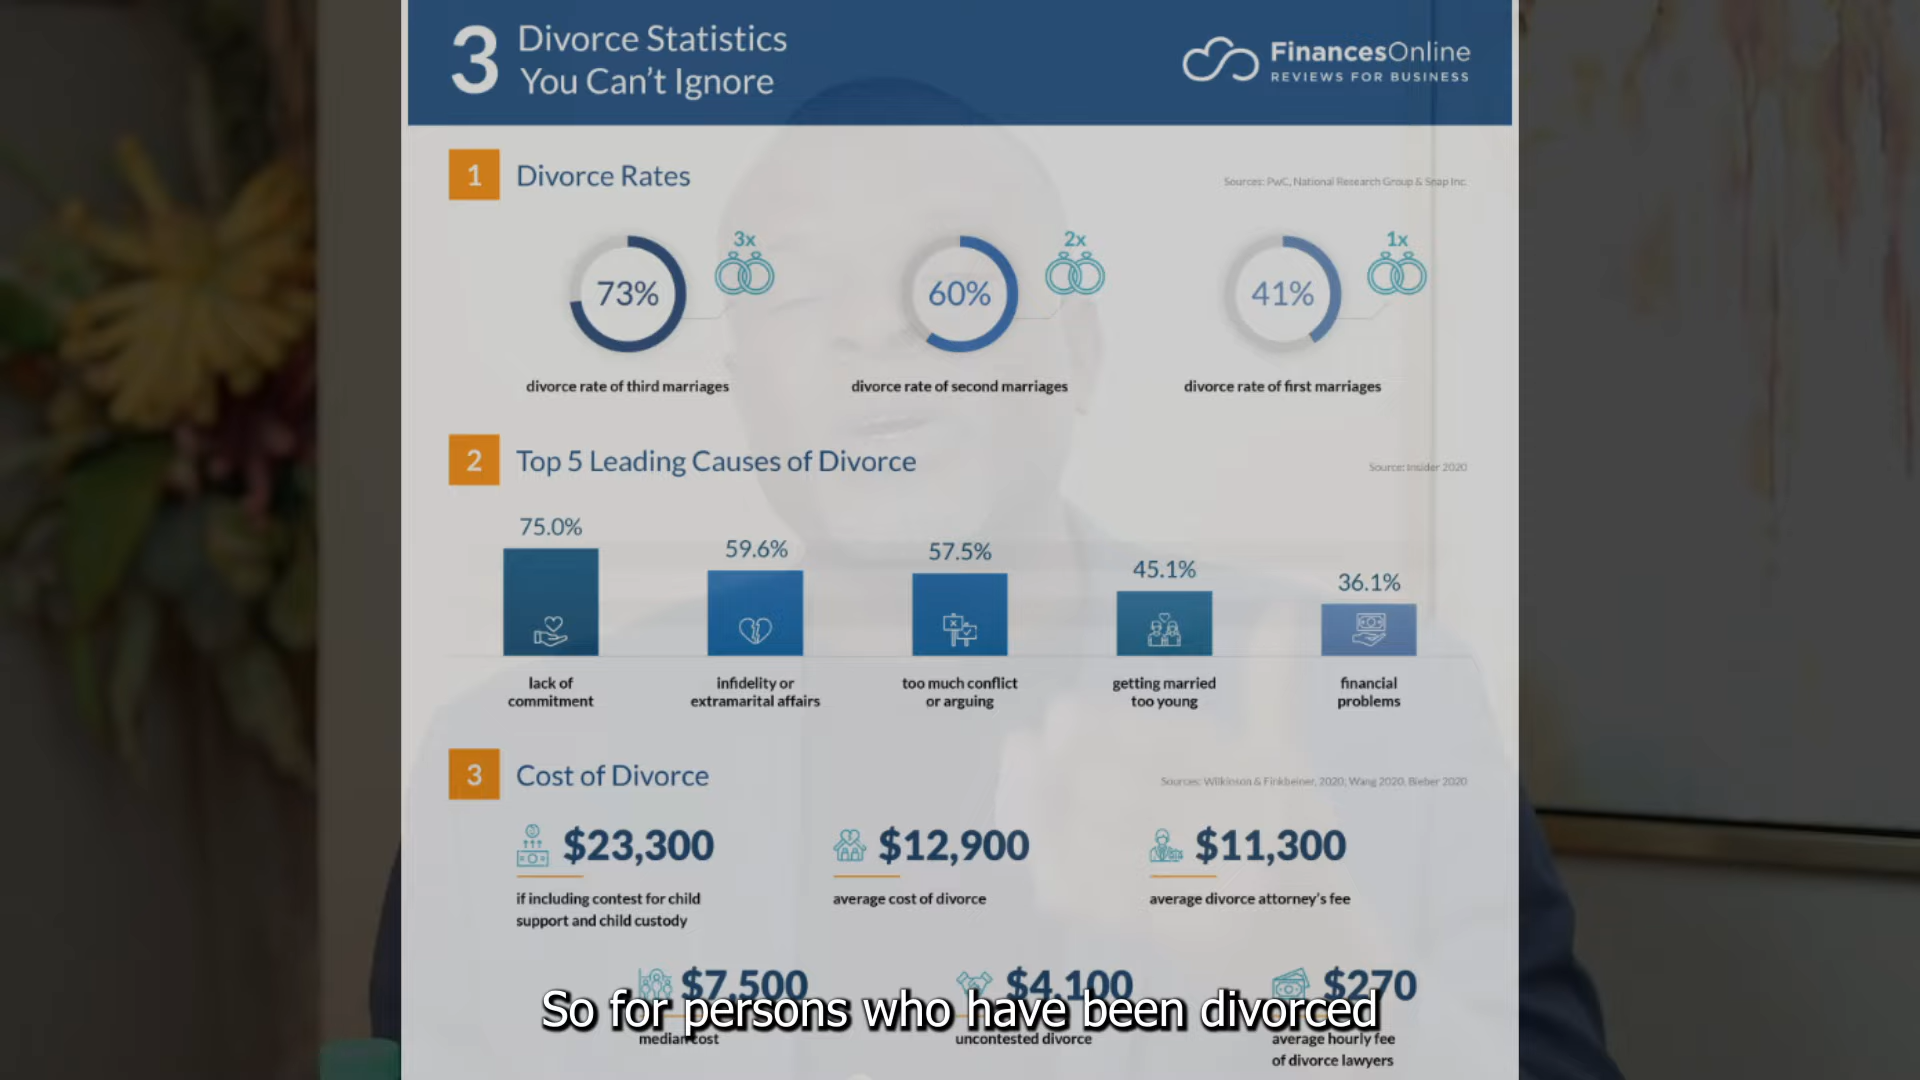 3
Divorce Statistics
You Can't Ignore
FinancesOnline
REVIEWS FOR BUSINESS
1
Divorce Rates
Sources: PwC, National Research Group & Snap Inc.
73%
3x
60%
2x
41%
1x
divorce rate of third marriages
divorce rate of second marriages
divorce rate of first marriages
2
Top 5 Leading Causes of Divorce
Source: Insider 2020
75.0%
59.6%
57.5%
45.1%
36.1%
lack of
commitment
infidelity or
extramarital affairs
too much conflict
or arguing
getting married
too young
financial
problems
3
Cost of Divorce
Sources: Wilkinson & Finkbeiner, 2020; Wang 2020, Bieber 2020
$23,300
if including contest for child
support and child custody
$12,900
average cost of divorce
$11,300
average divorce attorney's fee
$7,500
median cost
$4,100
uncontested divorce
$270
average hourly fee
of divorce lawyers
So for persons who have been divorced